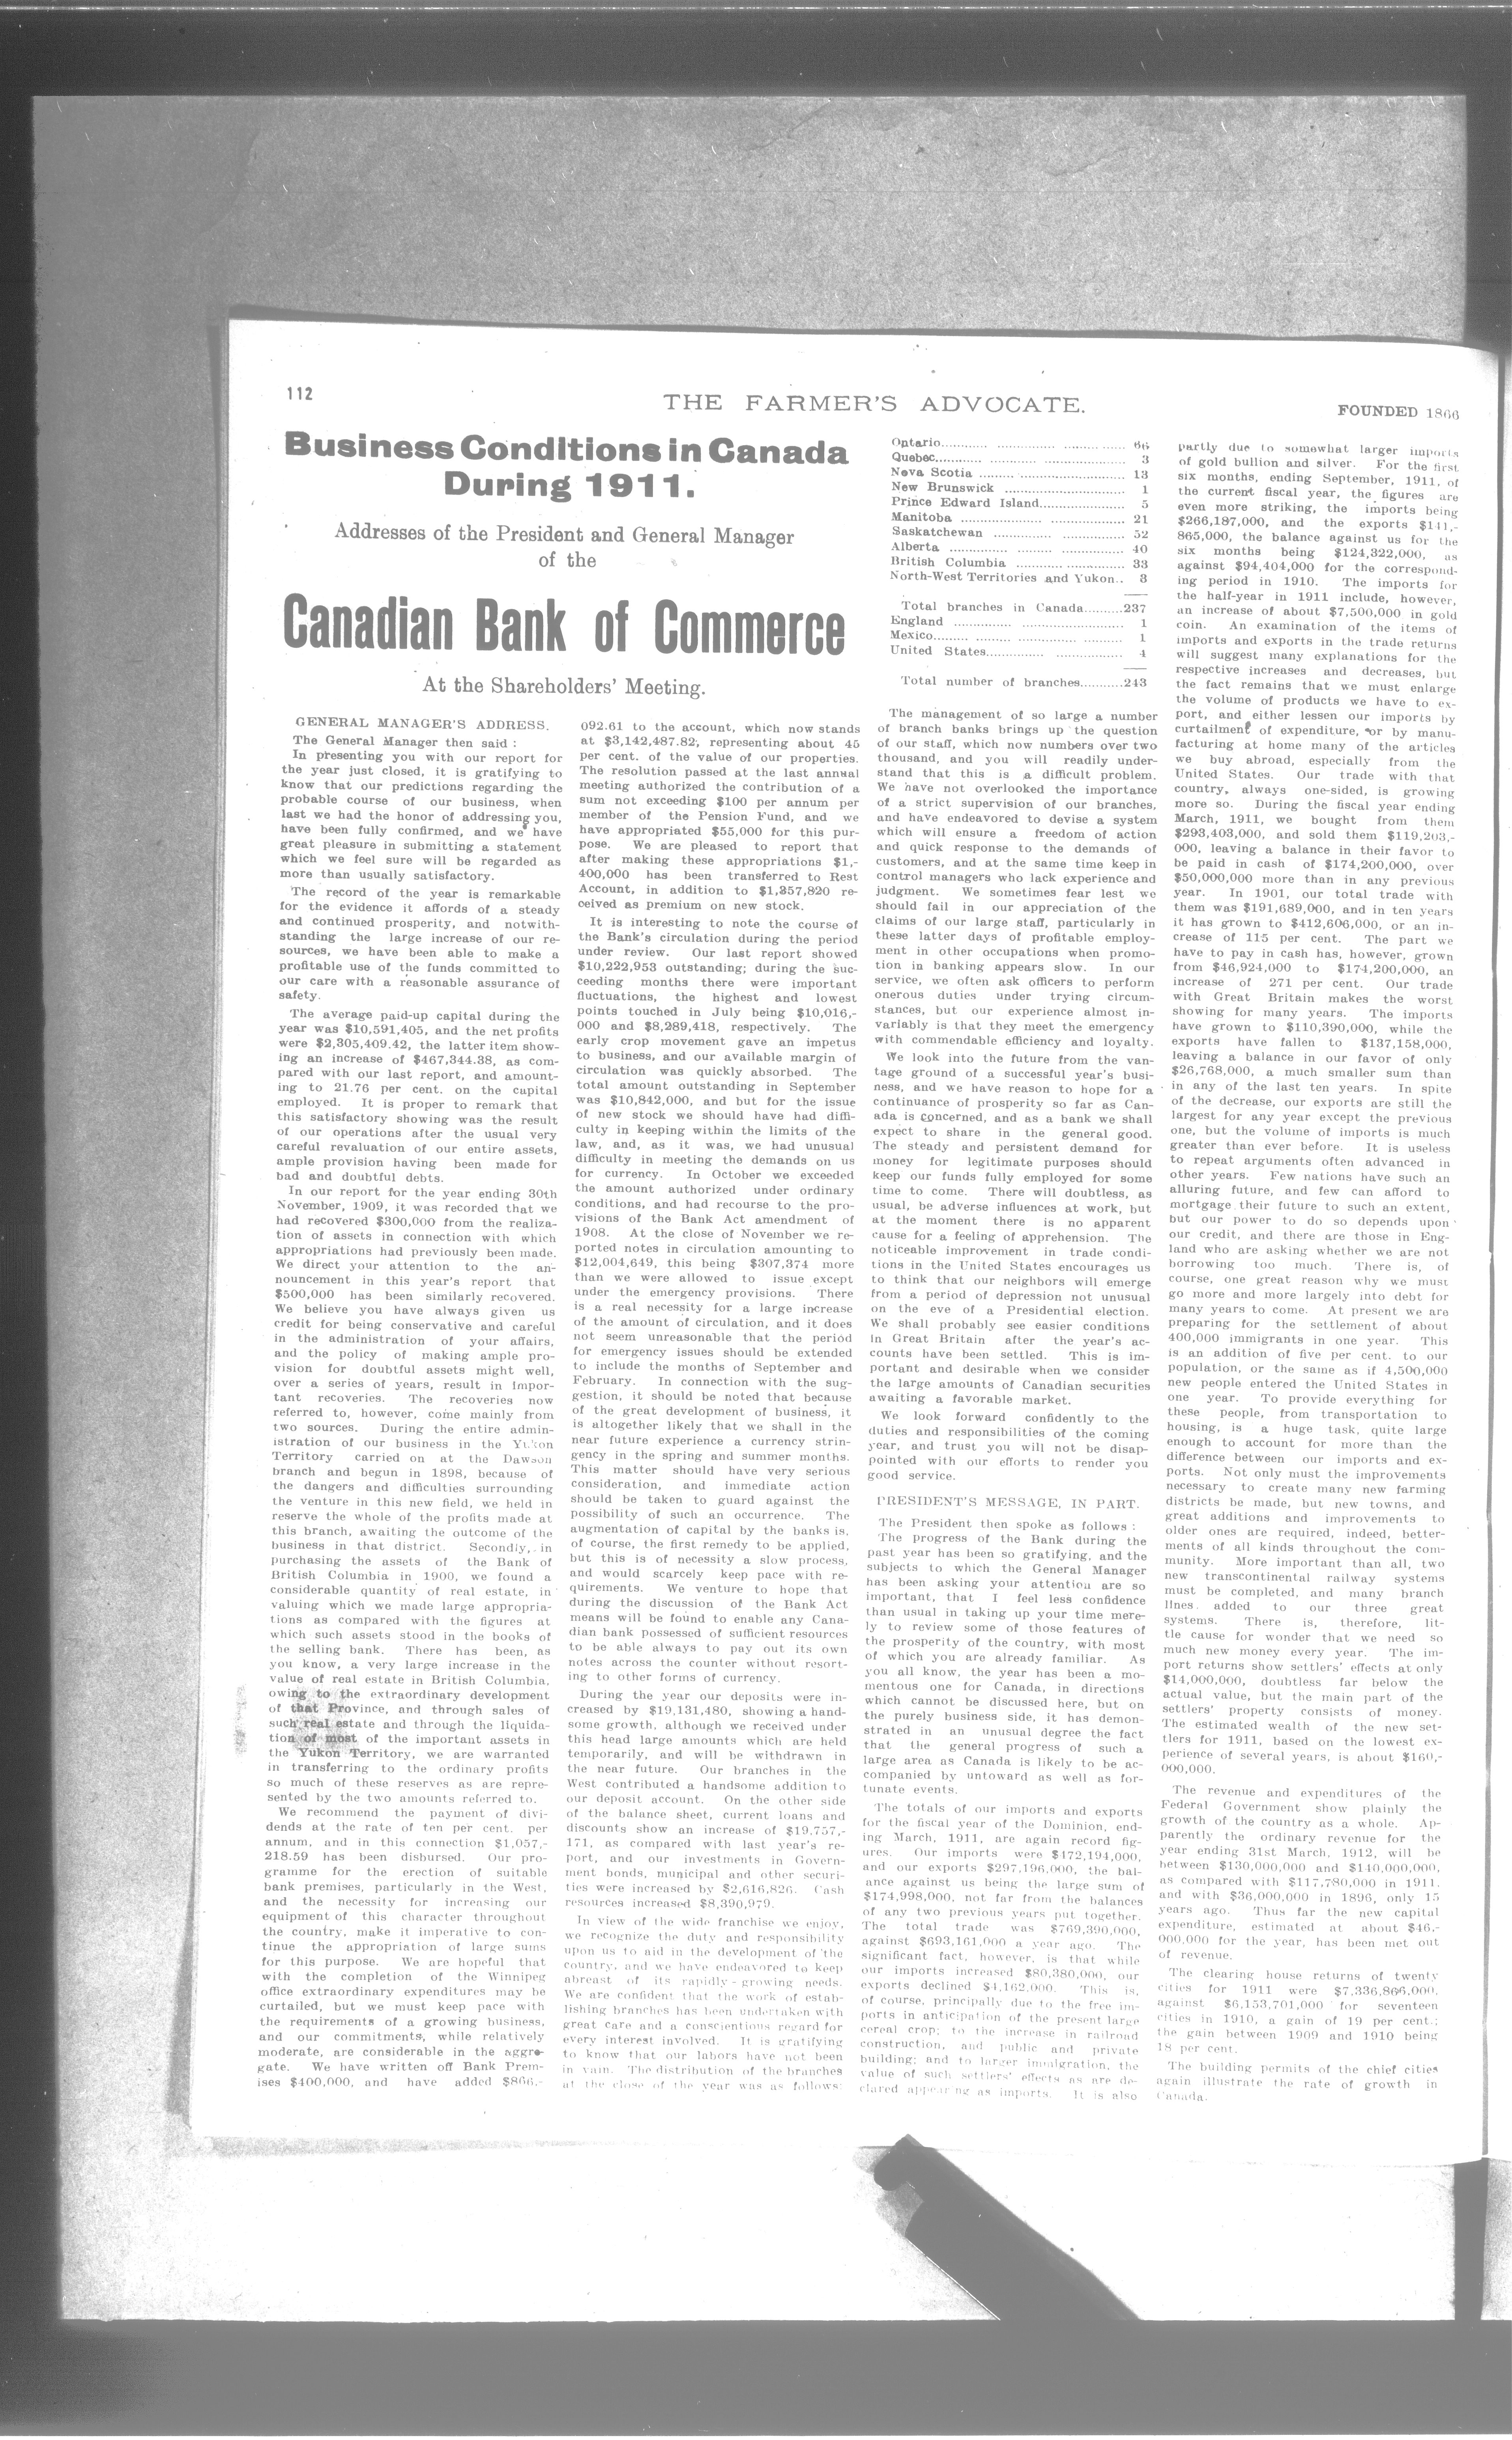 112
THE FARMER'S ADVOCATE.
FOUNDED 1866
Business Conditions in Canada
During 1911.
Addresses of the President and General Manager
of the
Canadian Bank of Commerce
At the Shareholders' Meeting.
GENERAL MANAGER'S ADDRESS.
The General Manager then said :
In presenting you with our report for
the year just closed, it is gratifying to
know that our predictions regarding the
probable course of our business, when
last we had the honor of addressing you,
have been fully confirmed, and we have
great pleasure in submitting a statement
which we feel sure will be regarded as
more than usually satisfactory.
The record of the year is remarkable
for the evidence it affords of a steady
and continued prosperity, and notwith-
standing the large increase of our re-
sources, we have been able to make a
profitable use of the funds committed to
our care with a reasonable assurance of
safety.
The average paid-up capital during the
year was $10,591,405, and the net profits
were $2,305,409.42, the latter item show-
ing an increase of $467,344.38, as com-
pared with our last report, and amount-
ing to 21.76 per cent. on the capital
employed. It is proper to remark that
this satisfactory showing was the result
of our operations after the usual very
careful revaluation of our entire assets,
ample provision having been made for
bad and doubtful debts.
In our report for the year ending 30th
November, 1909, it was recorded that we
had recovered $300,000 from the realiza-
tion of assets in connection with which
appropriations had previously been made.
We direct your attention to the an-
nouncement in this year's report that
$500,000 has been similarly recovered.
We believe you have always given us
credit for being conservative and careful
in the administration of your affairs,
and the policy of making ample pro-
vision for doubtful assets might well,
over a series of years, result in impor-
tant recoveries. The recoveries now
referred to, however, come mainly from
two sources. During the entire admin-
istration of our business in the Yukon
Territory carried on at the Dawson
branch and begun in 1898, because of
the dangers and difficulties surrounding
the venture in this new field, we held in
reserve the whole of the profits made at
this branch, awaiting the outcome of the
business in that district. Secondly, in
purchasing the assets of the Bank of
British Columbia in 1900, we found a
considerable quantity of real estate, in
valuing which we made large appropria-
tions as compared with the figures at
which such assets stood in the books of
the selling bank. There has been, as
you know, a very large increase in the
value of real estate in British Columbia,
owing to the extraordinary development
of that Province, and through sales of
such real estate and through the liquida-
tion of most of the important assets in
the Yukon Territory, we are warranted
in transferring to the ordinary profits
so much of these reserves as are repre-
sented by the two amounts referred to.
We recommend the payment of divi-
dends at the rate of ten per cent. per
annum, and in this connection $1,057,-
218.59 has been disbursed. Our pro-
gramme for the erection of suitable
bank premises, particularly in the West,
and the necessity for increasing our
equipment of this character throughout
the country, make it imperative to con-
tinue the appropriation of large sums
for this purpose. We are hopeful that
with the completion of the Winnipeg
office extraordinary expenditures may be
curtailed, but we must keep pace with
the requirements of a growing business,
and our commitments, while relatively
moderate, are considerable in the aggre-
gate. We have written off Bank Prem-
ises $400,000, and have added $866,-
092.61 to the account, which now stands
at $3,142,487.82, representing about 45
per cent. of the value of our properties.
The resolution passed at the last annual
meeting authorized the contribution of a
sum not exceeding $100 per annum per
member of the Pension Fund, and we
have appropriated $55,000 for this pur-
pose. We are pleased to report that
after making these appropriations $1,-
400,000 has been transferred to Rest
Account, in addition to $1,357,820 re-
ceived as premium on new stock.
It is interesting to note the course of
the Bank's circulation during the period
under review. Our last report showed
$10,222,953 outstanding; during the suc-
ceeding months there were important
fluctuations, the highest and lowest
points touched in July being $10,016,-
000 and $8,289,418, respectively. The
early crop movement gave an impetus
to business, and our available margin of
circulation was quickly absorbed. The
total amount outstanding in September
was $10,842,000, and but for the issue
of new stock we should have had diffi-
culty in keeping within the limits of the
law, and, as it was, we had unusual
difficulty in meeting the demands on us
for currency. In October we exceeded
the amount authorized under ordinary
conditions, and had recourse to the pro-
visions of the Bank Act amendment of
1908. At the close of November we re-
ported notes in circulation amounting to
$12,004,649, this being $307,374 more
than we were allowed to issue except
under the emergency provisions. There
is a real necessity for a large increase
of the amount of circulation, and it does
not seem unreasonable that the period
for emergency issues should be extended
to include the months of September and
February. In connection with the sug-
gestion, it should be noted that because
of the great development of business, it
is altogether likely that we shall in the
near future experience a currency strin-
gency in the spring and summer months.
This matter should have very serious
consideration, and immediate action
should be taken to guard against the
possibility of such an occurrence. The
augmentation of capital by the banks is,
of course, the first remedy to be applied,
but this is of necessity a slow process,
and would scarcely keep pace with re-
quirements. We venture to hope that
during the discussion of the Bank Act
means will be found to enable any Cana-
dian bank possessed of sufficient resources
to be able always to pay out its own
notes across the counter without resort-
ing to other forms of currency.
During the year our deposits were in-
creased by $19,131,480, showing a hand-
some growth, although we received under
this head large amounts which are held
temporarily, and will be withdrawn in
the near future. Our branches in the
West contributed a handsome addition to
our deposit account. On the other side
of the balance sheet, current loans and
discounts show an increase of $19,757,-
171, as compared with last year's re-
port, and our investments in Govern-
ment bonds, municipal and other securi-
ties were increased by $2,616,826. Cash
resources increased $8,390,979.
In view of the wide franchise we enjoy,
we recognize the duty and responsibility
upon us to aid in the development of the
country, and we have endeavored to keep
abreast of its rapidly-growing needs.
We are confident that the work of estab-
lishing branches has been undertaken with
great care and a conscientious regard for
every interest involved. It is gratifying
to know that our labors have not been
in vain. The distribution of the branches
at the close of the year was as follows:
Ontario........... 66
Quebec........... 3
Nova Scotia ........... 13
New Brunswick ........... 1
Prince Edward Island........... 5
Manitoba ........... 21
Saskatchewan ........... 52
Alberta ........... 40
British Columbia ........... 33
North-West Territories and Yukon.. 3
Total branches in Canada..........237
England ........... 1
Mexico........... 1
United States........... 4
Total number of branches..........243
The management of so large a number
of branch banks brings up the question
of our staff, which now numbers over two
thousand, and you will readily under-
stand that this is a difficult problem.
We have not overlooked the importance
of a strict supervision of our branches,
and have endeavored to devise a system
which will ensure a freedom of action
and quick response to the demands of
customers, and at the same time keep in
control managers who lack experience and
judgment. We sometimes fear lest we
should fail in our appreciation of the
claims of our large staff, particularly in
these latter days of profitable employ-
ment in other occupations when promo-
tion in banking appears slow. In our
service, we often ask officers to perform
onerous duties under trying circum-
stances, but our experience almost in-
variably is that they meet the emergency
with commendable efficiency and loyalty.
We look into the future from the van-
tage ground of a successful year's busi-
ness, and we have reason to hope for a
continuance of prosperity so far as Can-
ada is concerned, and as a bank we shall
expect to share in the general good.
The steady and persistent demand for
money for legitimate purposes should
keep our funds fully employed for some
time to come. There will doubtless, as
usual, be adverse influences at work, but
at the moment there is no apparent
cause for a feeling of apprehension. The
noticeable improvement in trade condi-
tions in the United States encourages us
to think that our neighbors will emerge
from a period of depression not unusual
on the eve of a Presidential election.
We shall probably see easier conditions
in Great Britain after the year's ac-
counts have been settled. This is im-
portant and desirable when we consider
the large amounts of Canadian securities
awaiting a favorable market.
We look forward confidently to the
duties and responsibilities of the coming
year, and trust you will not be disap-
pointed with our efforts to render you
good service.
PRESIDENT'S MESSAGE, IN PART.
The President then spoke as follows :
The progress of the Bank during the
past year has been so gratifying, and the
subjects to which the General Manager
has been asking your attention are so
important, that I feel less confidence
than usual in taking up your time mere-
ly to review some of those features of
the prosperity of the country, with most
of which you are already familiar. As
you all know, the year has been a mo-
mentous one for Canada, in directions
which cannot be discussed here, but on
the purely business side, it has demon-
strated in an unusual degree the fact
that the general progress of such a
large area as Canada is likely to be ac-
companied by untoward as well as for-
tunate events.
The totals of our imports and exports
for the fiscal year of the Dominion, end-
ing March, 1911, are again record fig-
ures. Our imports were $472,194,000,
and our exports $297,196,000, the bal-
ance against us being the large sum of
$174,998,000, not far from the balances
of any two previous years put together.
The total trade was $769,390,000,
against $693,161,000 a year ago. The
significant fact, however, is that while
our imports increased $80,380,000, our
exports declined $4,162,000. This is,
of course, principally due to the free im-
ports in anticipation of the present large
cereal crop; to the increase in railroad
construction, and public and private
building; and to larger immigration, the
value of such settlers' effects as are de-
clared appearing as imports. It is also
partly due to somewhat larger imports
of gold bullion and silver. For the first
six months, ending September, 1911, of
the current fiscal year, the figures are
even more striking, the imports being
$266,187,000, and the exports $141,-
865,000, the balance against us for the
six months being $124,322,000, as
against $94,404,000 for the correspond-
ing period in 1910. The imports for
the half-year in 1911 include, however,
an increase of about $7,500,000 in gold
coin. An examination of the items of
imports and exports in the trade returns
will suggest many explanations for the
respective increases and decreases, but
the fact remains that we must enlarge
the volume of products we have to ex-
port, and either lessen our imports by
curtailment of expenditure, or by manu-
facturing at home many of the articles
we buy abroad, especially from the
United States. Our trade with that
country, always one-sided, is growing
more so. During the fiscal year ending
March, 1911, we bought from them
$293,403,000, and sold them $119,203,-
000, leaving a balance in their favor to
be paid in cash of $174,200,000, over
$50,000,000 more than in any previous
year. In 1901, our total trade with
them was $191,689,000, and in ten years
it has grown to $412,606,000, or an in-
crease of 115 per cent. The part we
have to pay in cash has, however, grown
from $46,924,000 to $174,200,000, an
increase of 271 per cent. Our trade
with Great Britain makes the worst
showing for many years. The imports
have grown to $110,390,000, while the
exports have fallen to $137,158,000,
leaving a balance in our favor of only
$26,768,000, a much smaller sum than
in any of the last ten years. In spite
of the decrease, our exports are still the
largest for any year except the previous
one, but the volume of imports is much
greater than ever before. It is useless
to repeat arguments often advanced in
other years. Few nations have such an
alluring future, and few can afford to
mortgage their future to such an extent,
but our power to do so depends upon
our credit, and there are those in Eng-
land who are asking whether we are not
borrowing too much. There is, of
course, one great reason why we must
go more and more largely into debt for
many years to come. At present we are
preparing for the settlement of about
400,000 immigrants in one year. This
is an addition of five per cent. to our
population, or the same as if 4,500,000
new people entered the United States in
one year. To provide everything for
these people, from transportation to
housing, is a huge task, quite large
enough to account for more than the
difference between our imports and ex-
ports. Not only must the improvements
necessary to create many new farming
districts be made, but new towns, and
great additions and improvements to
older ones are required, indeed, better-
ments of all kinds throughout the com-
munity. More important than all, two
new transcontinental railway systems
must be completed, and many branch
lines added to our three great
systems. There is, therefore, lit-
tle cause for wonder that we need so
much new money every year. The im-
port returns show settlers' effects at only
$14,000,000, doubtless far below the
actual value, but the main part of the
settlers' property consists of money.
The estimated wealth of the new set-
tlers for 1911, based on the lowest ex-
perience of several years, is about $160,-
000,000.
The revenue and expenditures of the
Federal Government show plainly the
growth of the country as a whole. Ap-
parently the ordinary revenue for the
year ending 31st March, 1912, will be
between $130,000,000 and $140,000,000,
as compared with $117,780,000 in 1911,
and with $36,000,000 in 1896, only 15
years ago. Thus far the new capital
expenditure, estimated at about $46,-
000,000 for the year, has been met out
of revenue.
The clearing house returns of twenty
cities for 1911 were $7,336,866,000,
against $6,153,701,000 for seventeen
cities in 1910, a gain of 19 per cent.;
the gain between 1909 and 1910 being
18 per cent.
The building permits of the chief cities
again illustrate the rate of growth in
Canada.